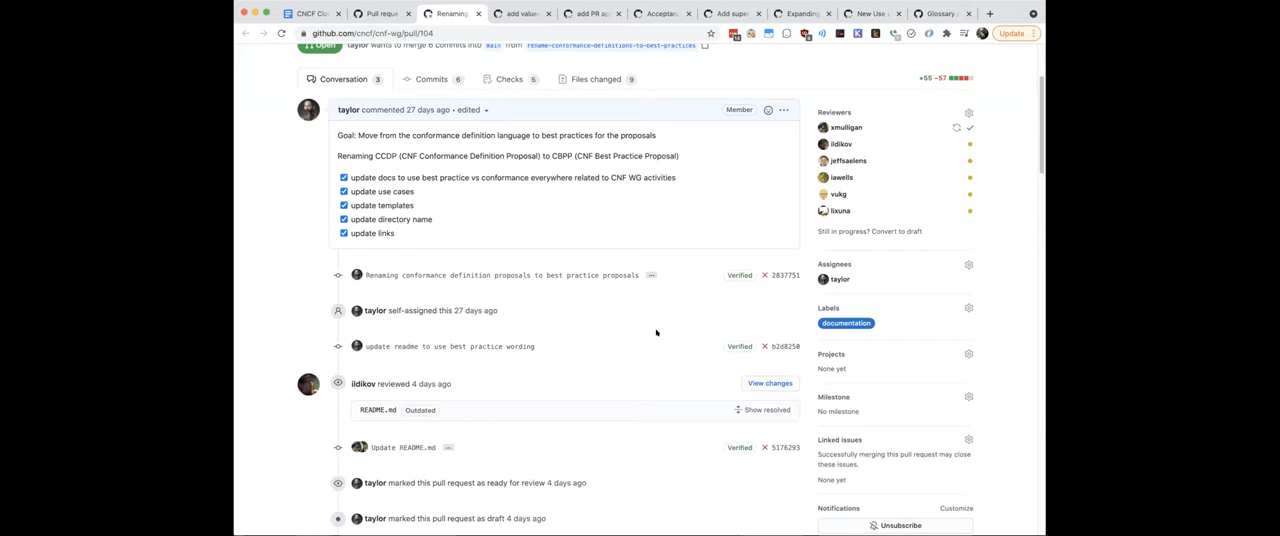 CNCF Clo
Pull reque
Renaming
add value
add PR ap
Acceptanc
Add super
Expanding
New Use
Glossary /
github.com/cncf/cnf-wg/pull/104
Update
Open
taylor wants to merge 6 commits into main from rename-conformance-definitions-to-best-practices
Conversation 3
Commits 6
Checks 5
Files changed 9
+55 −57
taylor commented 27 days ago • edited
Member
Goal: Move from the conformance definition language to best practices for the proposals
Renaming CCDP (CNF Conformance Definition Proposal) to CBPP (CNF Best Practice Proposal)
update docs to use best practice vs conformance everywhere related to CNF WG activities
update use cases
update templates
update directory name
update links
Renaming conformance definition proposals to best practice proposals
Verified
2837751
taylor self-assigned this 27 days ago
update readme to use best practice wording
Verified
b2d8250
ildikov reviewed 4 days ago
View changes
README.md Outdated
Show resolved
Update README.md
Verified
5176293
taylor marked this pull request as ready for review 4 days ago
taylor marked this pull request as draft 4 days ago
Reviewers
xmulligan
ildikov
jeffsaelens
iawells
vukg
lixuna
Still in progress? Convert to draft
Assignees
taylor
Labels
documentation
Projects
None yet
Milestone
No milestone
Linked issues
Successfully merging this pull request may close
these issues.
None yet
Notifications
Customize
Unsubscribe